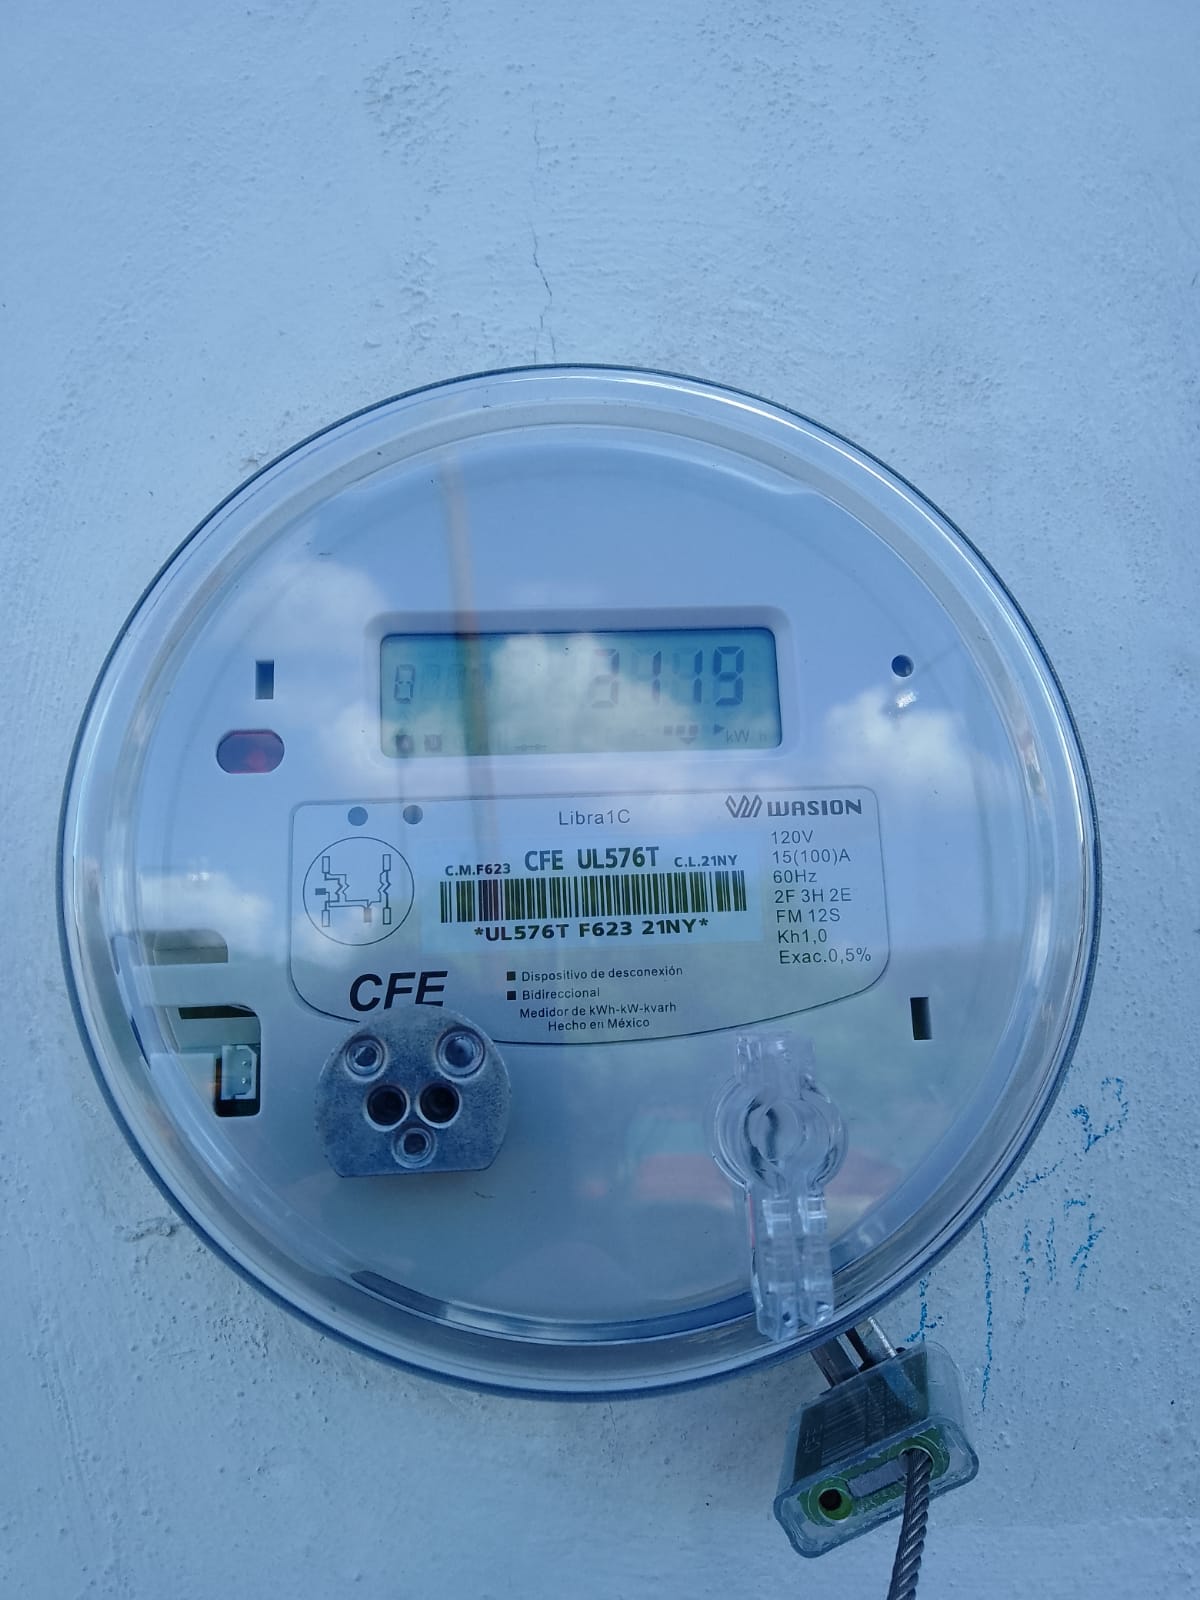 3119
kW h
Libra1C
WASION
C.M.F623 CFE UL576T C.L.21NY
*UL576T F623 21NY*
120V
15(100)A
60Hz
2F 3H 2E
FM 12S
Kh1,0
Exac.0,5%
CFE
Dispositivo de desconexión
Bidireccional
Medidor de kWh-kW-kvarh
Hecho en México